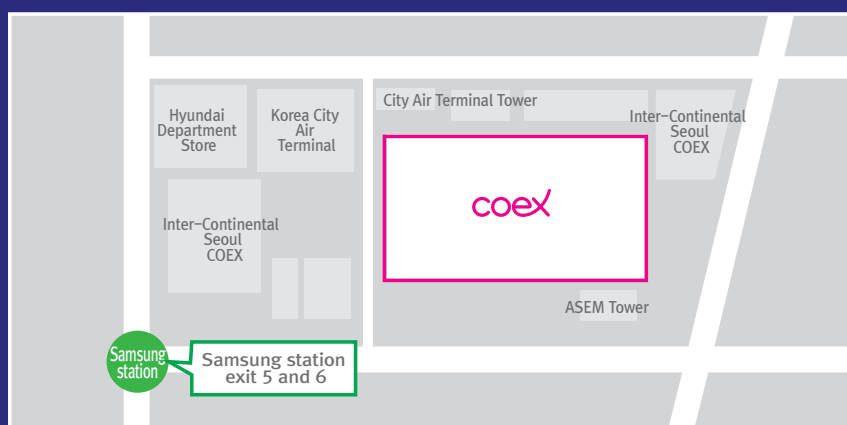 City Air Terminal Tower
Hyundai
Department
Store
Korea City
Air
Terminal
Inter-Continental
Seoul
COEX
coex
Inter-Continental
Seoul
COEX
ASEM Tower
Samsung
station
Samsung station
exit 5 and 6